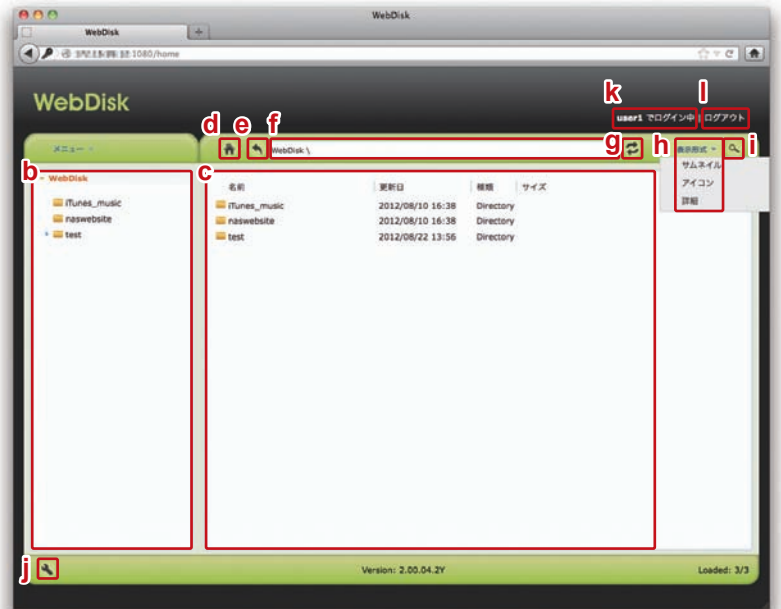 WebDisk
WebDisk
:1080/home
WebDisk
k
l
user1 でログイン中 | ログアウト
d
e
f
メニュー
WebDisk \
g
h
表示形式
i
サムネイル
アイコン
詳細
b
WebDisk
c
名前 更新日 種類 サイズ
iTunes_music
naswebsite
test
iTunes_music 2012/08/10 16:38 Directory
naswebsite 2012/08/10 16:38 Directory
test 2012/08/22 13:56 Directory
j
Version: 2.00.04.2Y
Loaded: 3/3